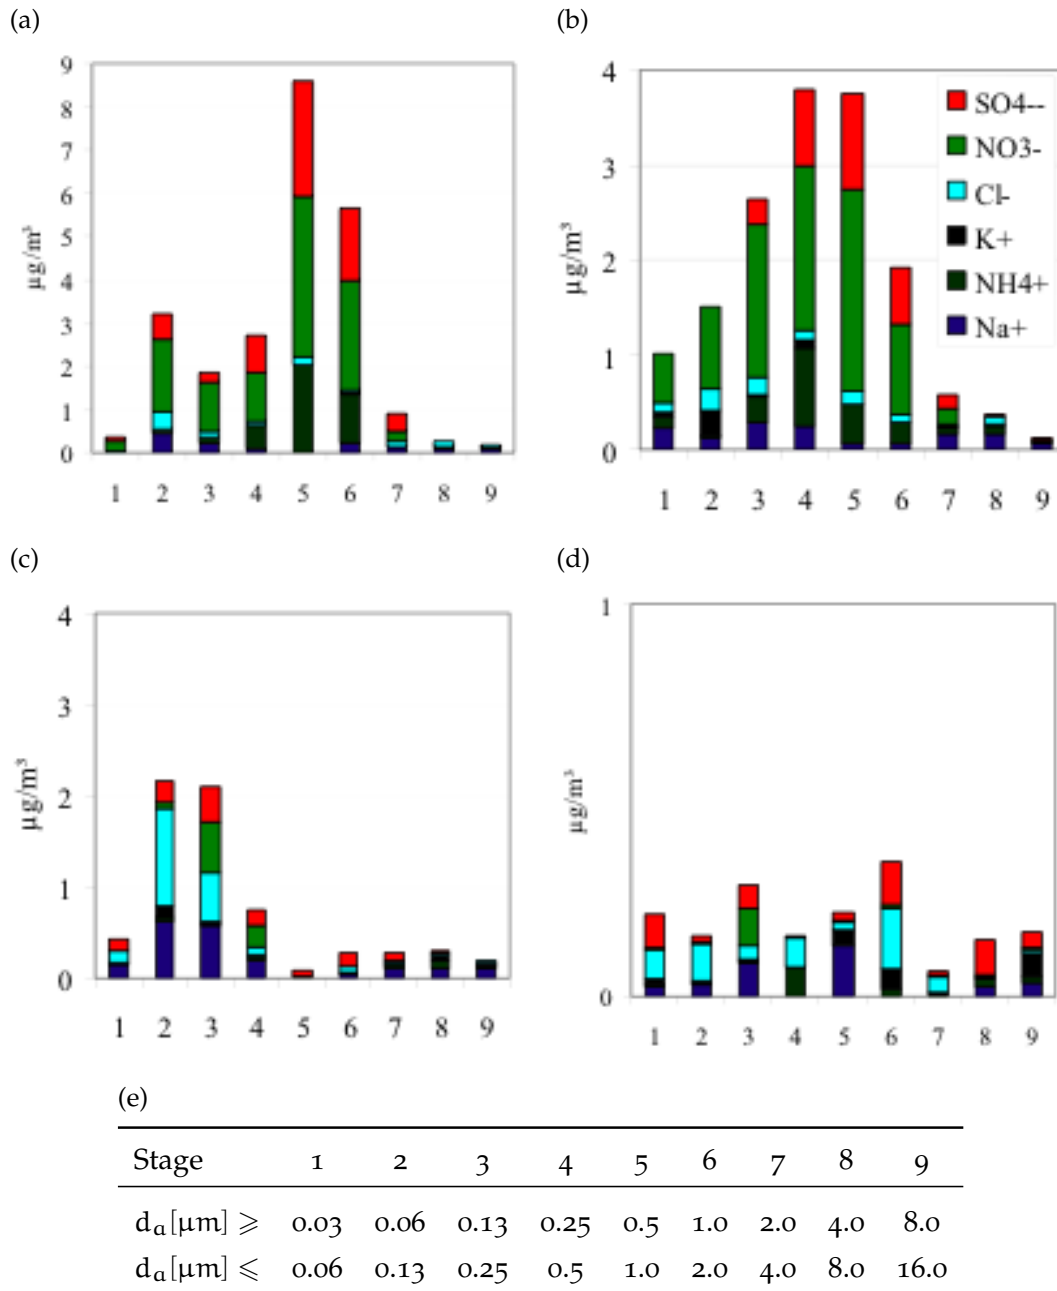 (a)
9
8
7
6
5
4
3
2
1
0
µg/m³
1 2 3 4 5 6 7 8 9
(b)
4
3
2
1
0
µg/m³
1 2 3 4 5 6 7 8 9
SO4--
NO3-
Cl-
K+
NH4+
Na+
(c)
4
3
2
1
0
µg/m³
1 2 3 4 5 6 7 8 9
(d)
1
0
µg/m³
1 2 3 4 5 6 7 8 9
(e)
Stage 1 2 3 4 5 6 7 8 9
dₐ[µm] ⩾ 0.03 0.06 0.13 0.25 0.5 1.0 2.0 4.0 8.0
dₐ[µm] ⩽ 0.06 0.13 0.25 0.5 1.0 2.0 4.0 8.0 16.0